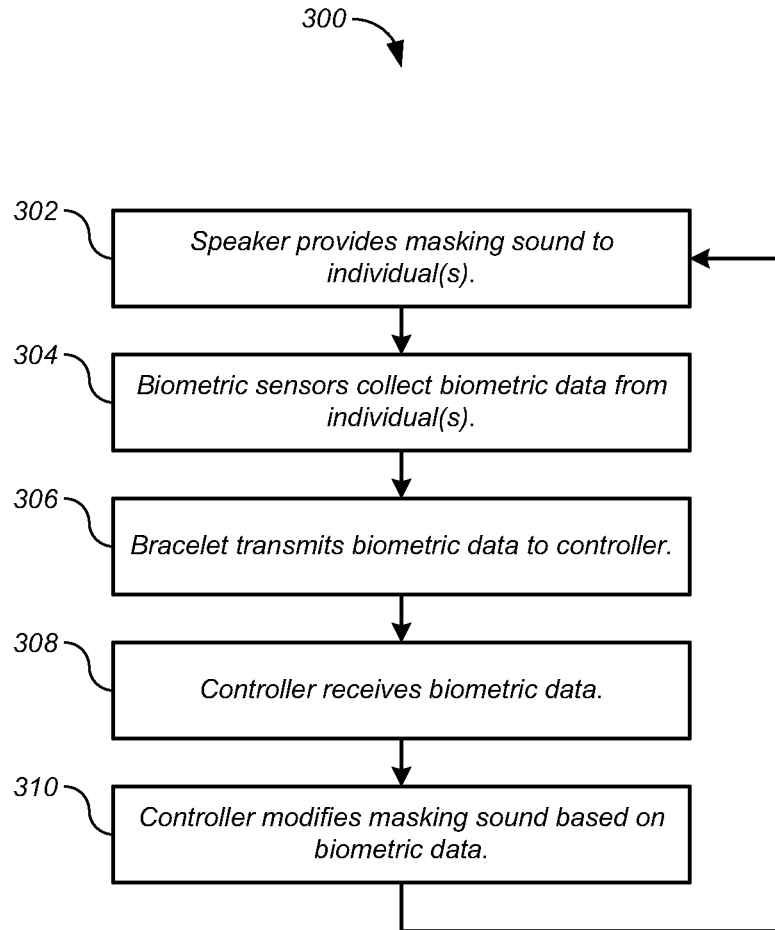 300
302
Speaker provides masking sound to
individual(s).
304
Biometric sensors collect biometric data from
individual(s).
306
Bracelet transmits biometric data to controller.
308
Controller receives biometric data.
310
Controller modifies masking sound based on
biometric data.